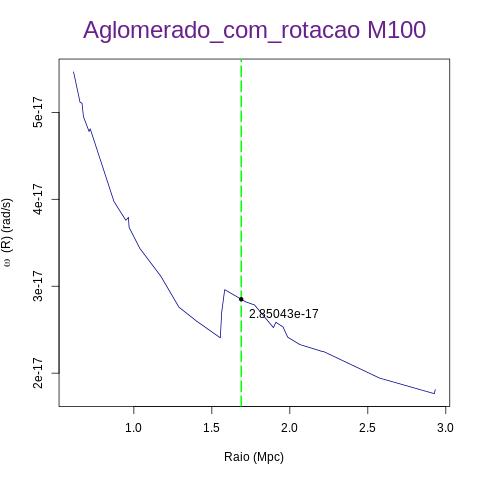 Aglomerado_com_rotacao M100
ω (R) (rad/s)
5e-17
4e-17
3e-17
2e-17
2.85043e-17
1.0 1.5 2.0 2.5 3.0
Raio (Mpc)